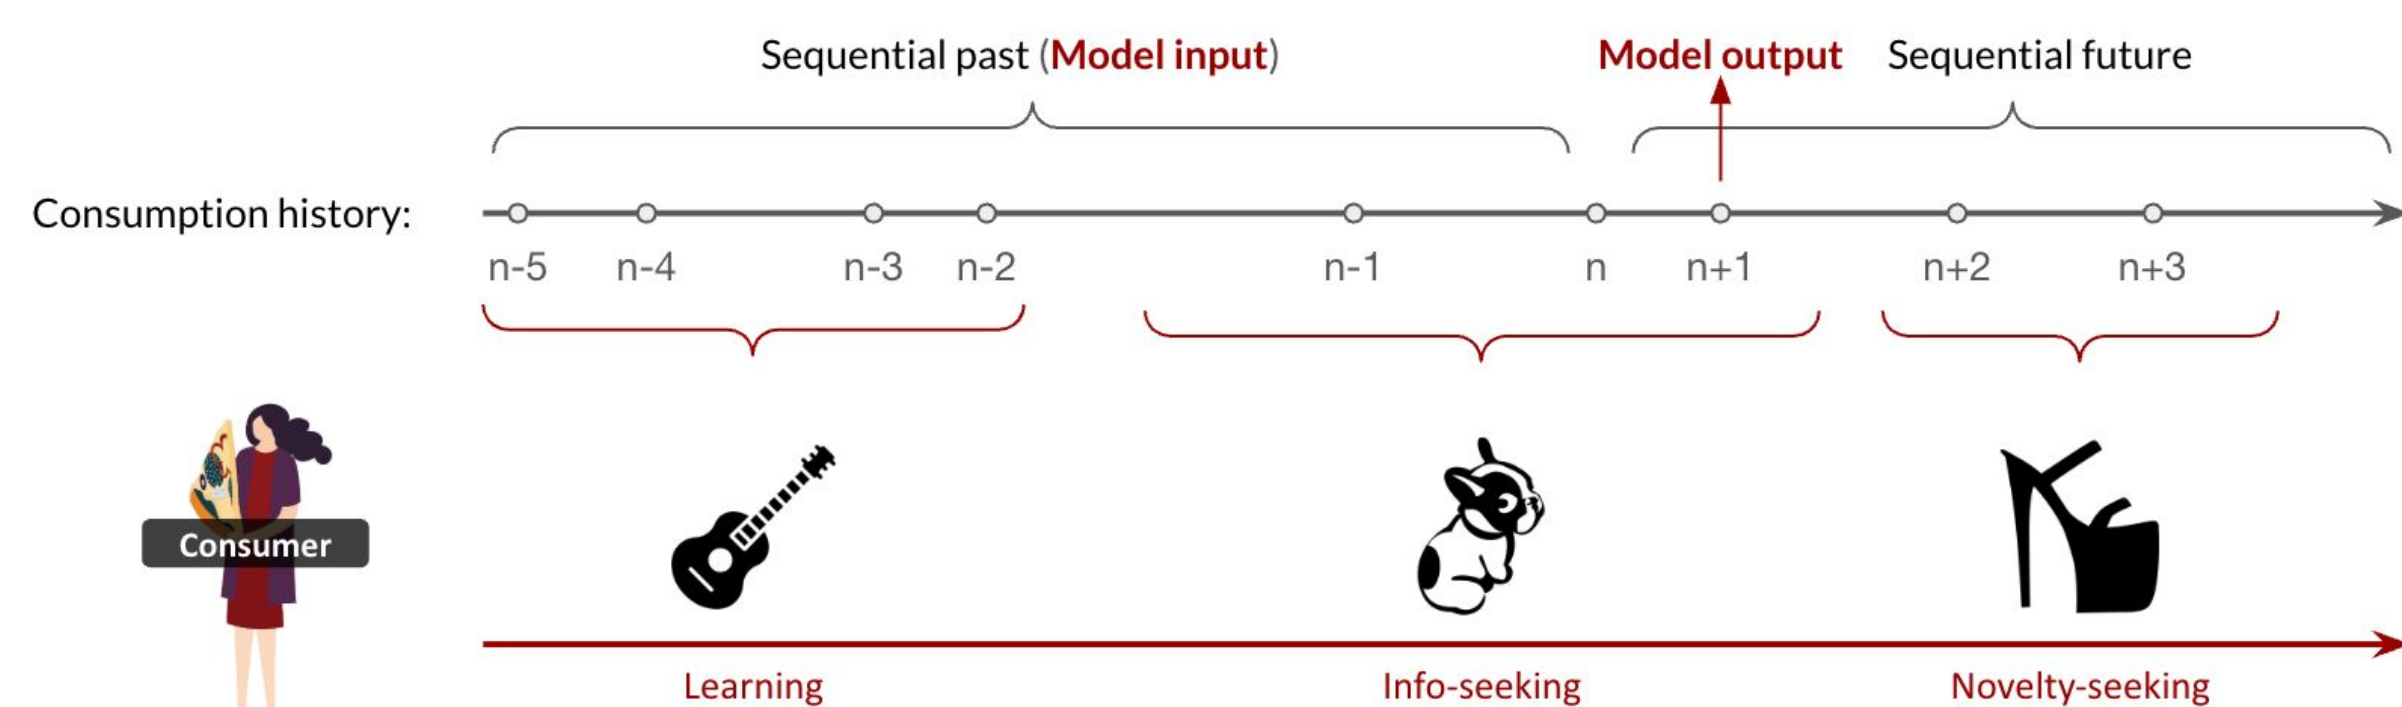 Sequential past (Model input)
Model output
Sequential future
Consumption history:
n-5 n-4 n-3 n-2 n-1 n n+1 n+2 n+3
Consumer
Learning
Info-seeking
Novelty-seeking